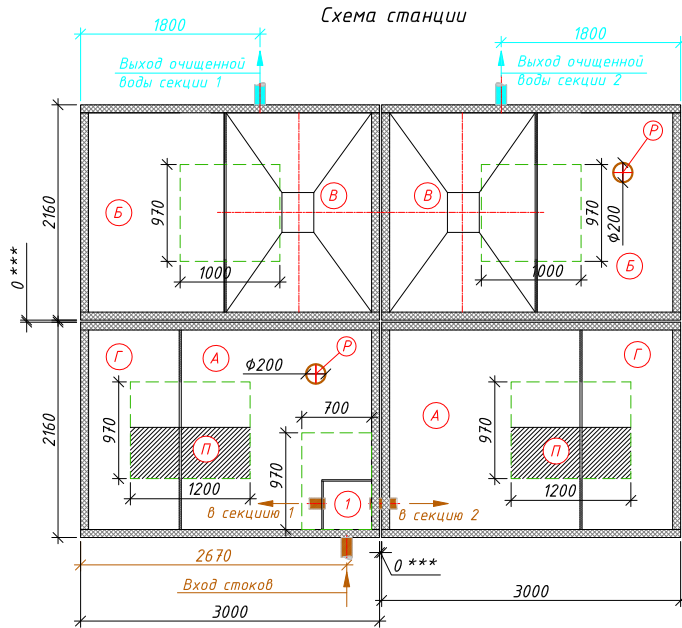 Схема станции
1800
1800
Выход очищенной
воды секции 1
Выход очищенной
воды секции 2
Р
В
В
Б
970
2160
970
Ф200
1000
1000
Б
0 ***
Г
А
Р
Г
Ф200
700
А
2160
970
П
970
970
П
1200
1200
1
в секциию 1
в секцию 2
2670
0 ***
Вход стоков
3000
3000